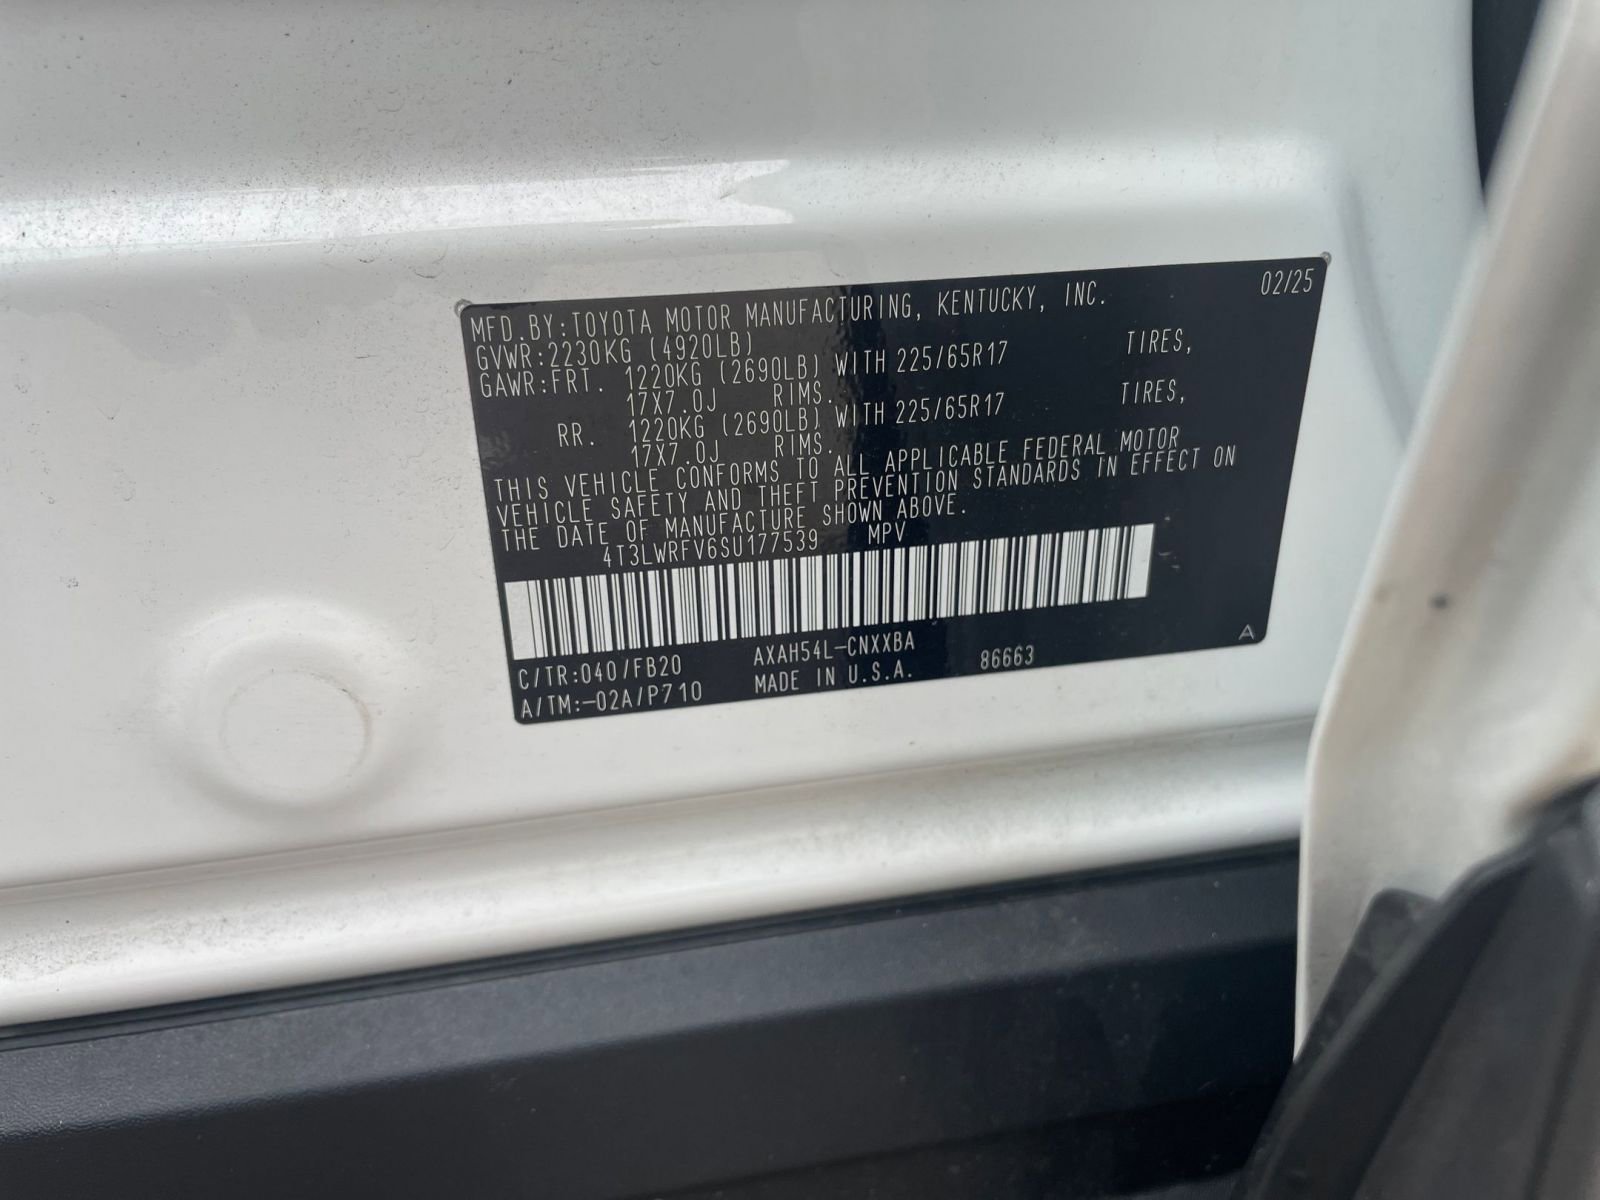 02/25
MFD.BY:TOYOTA MOTOR MANUFACTURING, KENTUCKY, INC.
GVWR:2230KG (4920LB)
GAWR:FRT. 1220KG (2690LB) WITH 225/65R17 TIRES,
17X7.0J RIMS.
RR. 1220KG (2690LB) WITH 225/65R17 TIRES,
17X7.0J RIMS.
THIS VEHICLE CONFORMS TO ALL APPLICABLE FEDERAL MOTOR
VEHICLE SAFETY AND THEFT PREVENTION STANDARDS IN EFFECT ON
THE DATE OF MANUFACTURE SHOWN ABOVE.
4T3LWRFV6SU177539 MPV
C/TR:040/FB20 AXAH54L-CNXXBA 86663 A
A/TM:-02A/P710 MADE IN U.S.A.